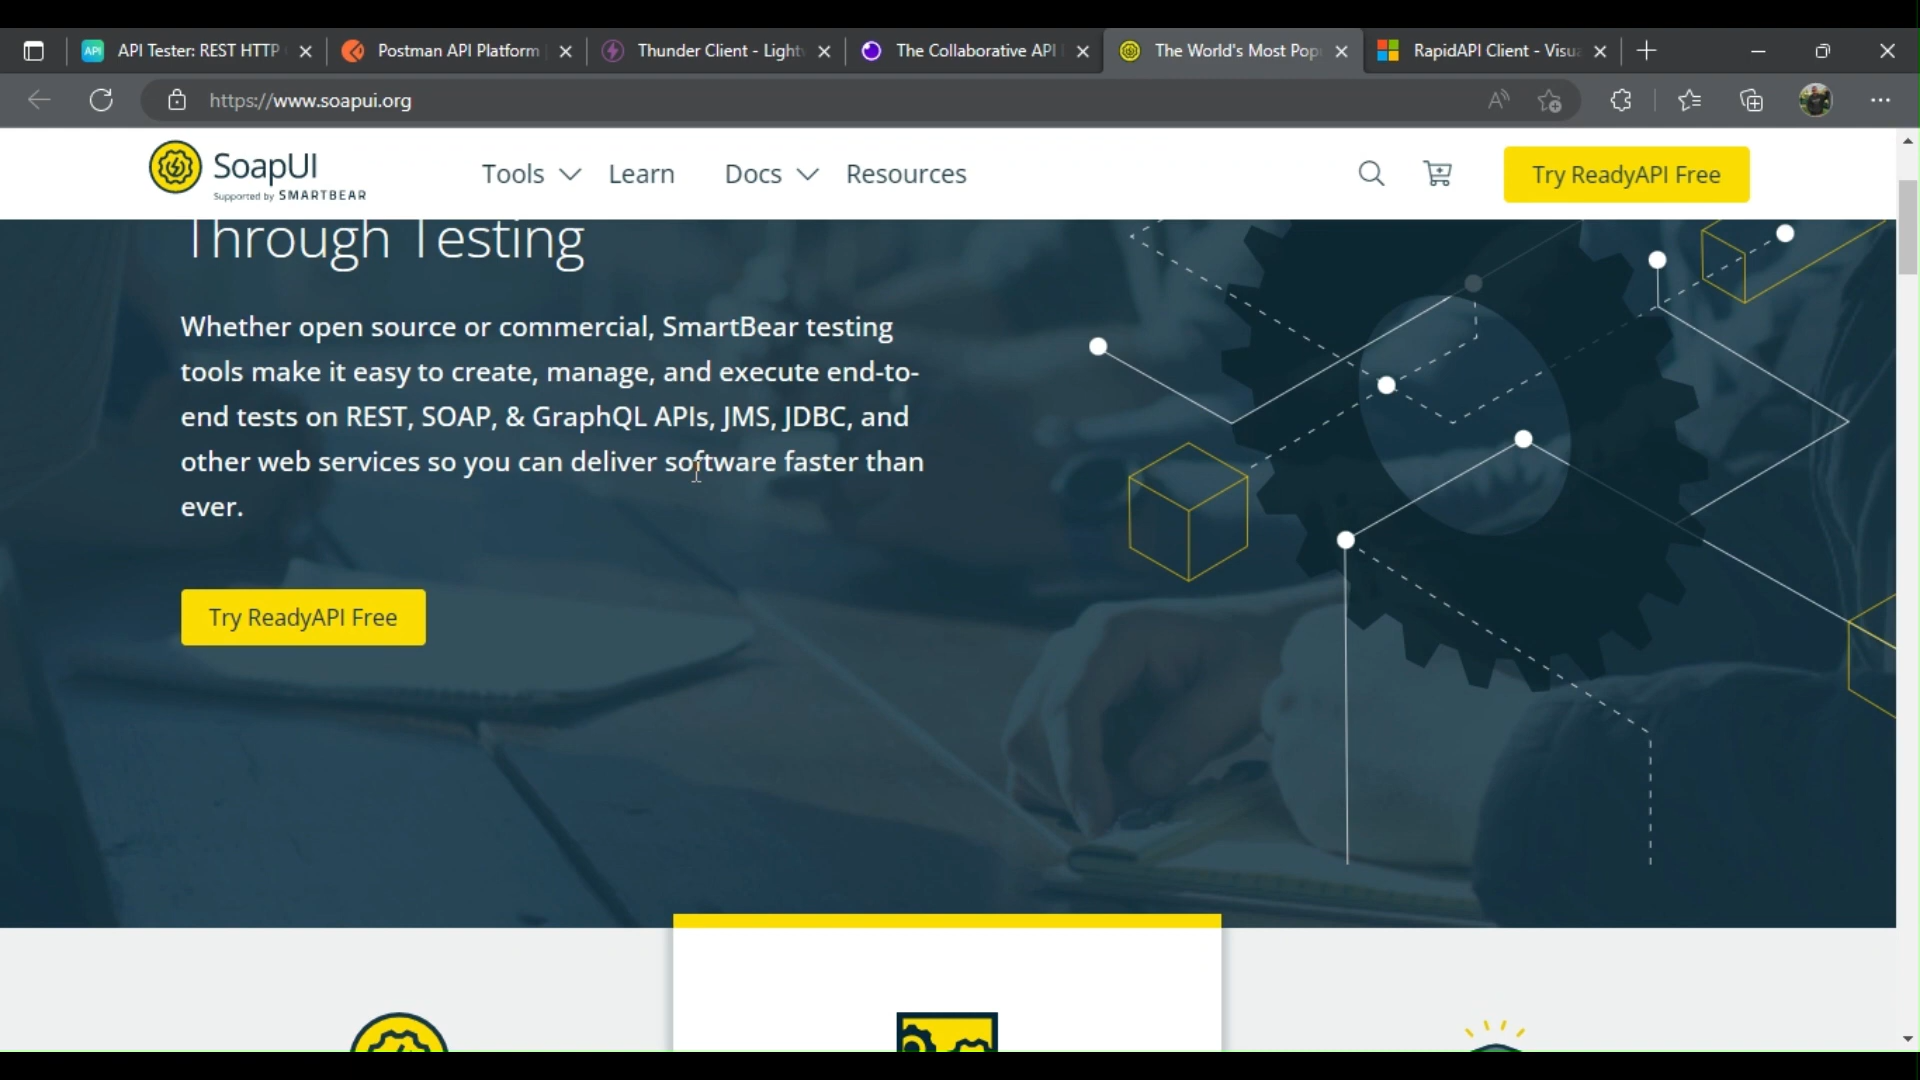 API
API Tester: REST HTTP
Postman API Platform
Thunder Client - Light
The Collaborative API
The World's Most Pop
RapidAPI Client - Visu
https://www.soapui.org
SoapUI
Supported by SMARTBEAR
Tools
Learn
Docs
Resources
Try ReadyAPI Free
Through Testing
Whether open source or commercial, SmartBear testing
tools make it easy to create, manage, and execute end-to-
end tests on REST, SOAP, & GraphQL APIs, JMS, JDBC, and
other web services so you can deliver software faster than
ever.
Try ReadyAPI Free